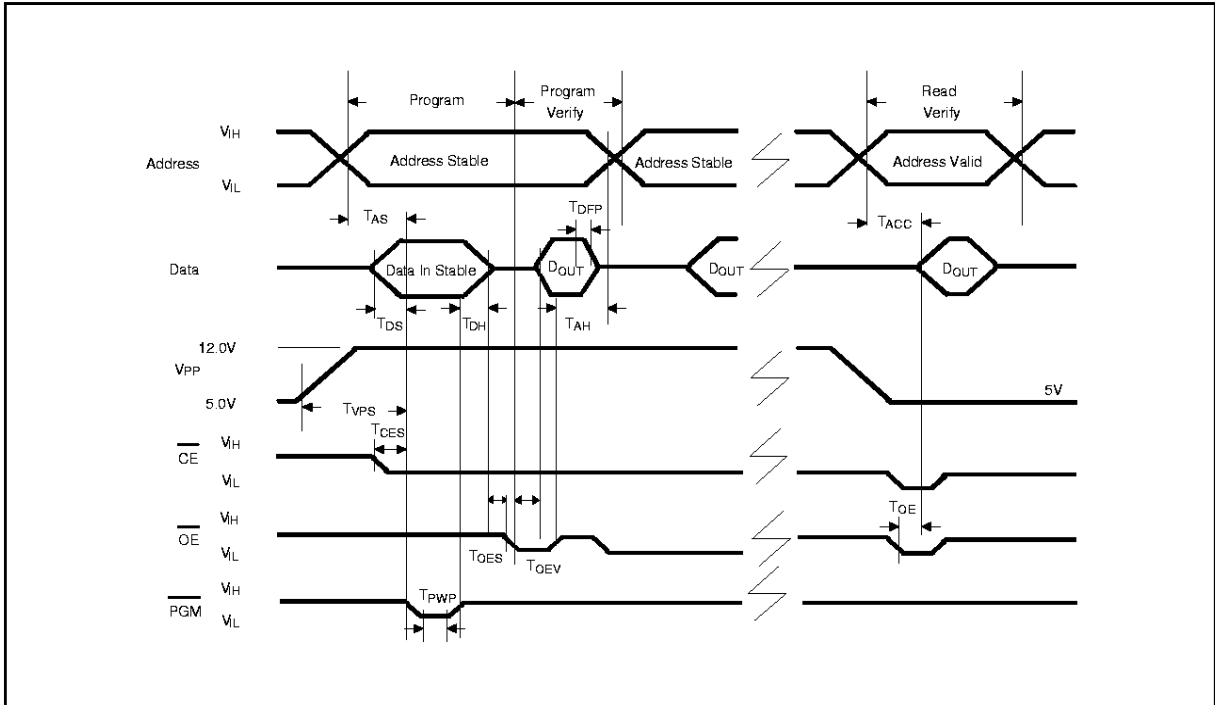 Program
Program
Verify
Read
Verify
VIH
Address
VIL
Address Stable
Address Stable
Address Valid
TAS
TDFP
TACC
Data
Data In Stable
DOUT
DOUT
DOUT
TDS
TDH
TAH
12.0V
VPP
5.0V
5V
TVPS
TCES
CE
VIH
VIL
TOE
OE
VIH
VIL
TOES
TOEV
PGM
VIH
VIL
TPWP